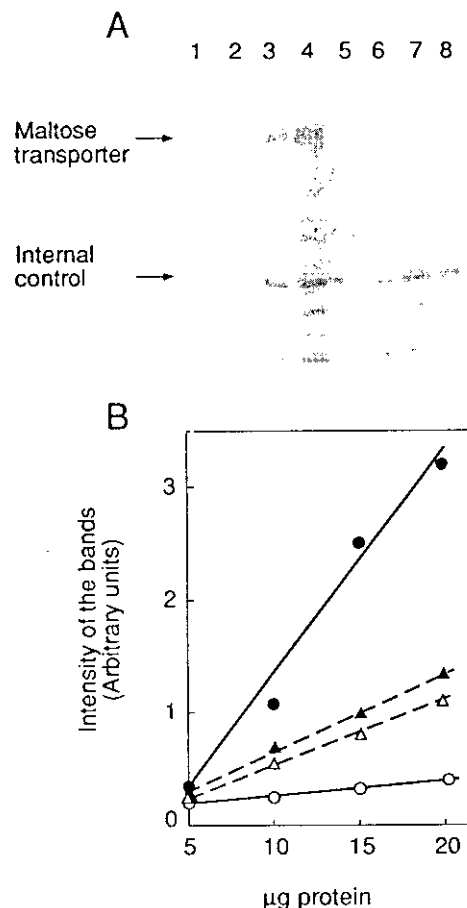 A
1 2 3 4 5 6 7 8
Maltose
transporter
Internal
control
B
3
2
1
0
Intensity of the bands
(Arbitrary units)
5 10 15 20
µg protein